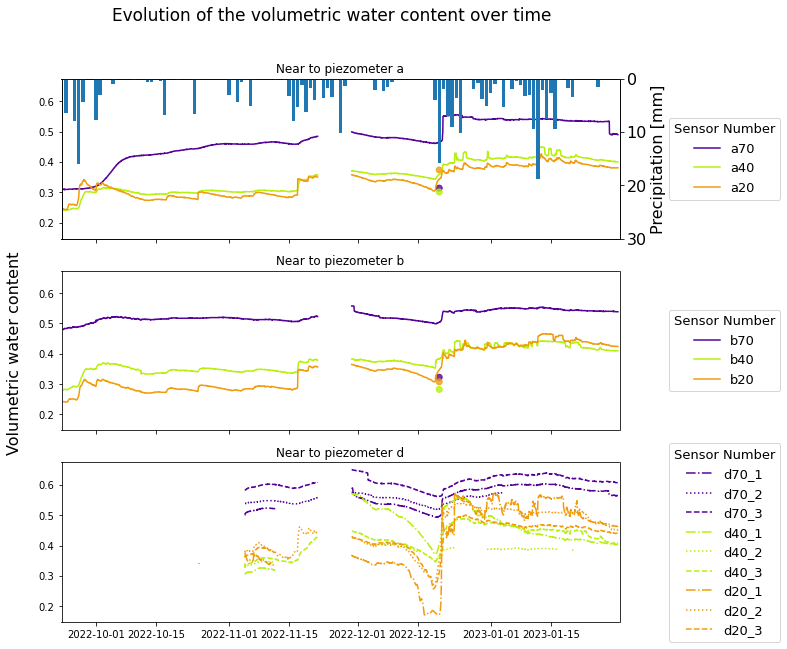 Evolution of the volumetric water content over time
Near to piezometer a
0.6
0.5
0.4
0.3
0.2
0
10
20
30
Precipitation [mm]
Sensor Number
a70
a40
a20
Volumetric water content
Near to piezometer b
0.6
0.5
0.4
0.3
0.2
Sensor Number
b70
b40
b20
Near to piezometer d
0.6
0.5
0.4
0.3
0.2
2022-10-01 2022-10-15 2022-11-01 2022-11-15 2022-12-01 2022-12-15 2023-01-01 2023-01-15
Sensor Number
d70_1
d70_2
d70_3
d40_1
d40_2
d40_3
d20_1
d20_2
d20_3